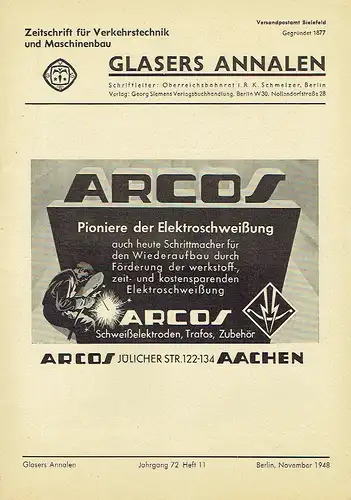 Versandpostamt Bielefeld
Zeitschrift für Verkehrstechnik
und Maschinenbau
Gegründet 1877
GLASERS ANNALEN
Schriftleiter: Oberreichsbahnrat i.R. K. Schmelzer, Berlin
Verlag: Georg Siemens Verlagsbuchhandlung, Berlin W 30, Nollendorfstraße 28
ARCOS
Pioniere der Elektroschweißung
auch heute Schrittmacher für
den Wiederaufbau durch
Förderung der werkstoff-,
zeit- und kostensparenden
Elektroschweißung
ARCOS
Schweißelektroden, Trafos, Zubehör
ARCOS JÜLICHER STR. 122-134 AACHEN
Glasers Annalen
Jahrgang 72 Heft 11
Berlin, November 1948